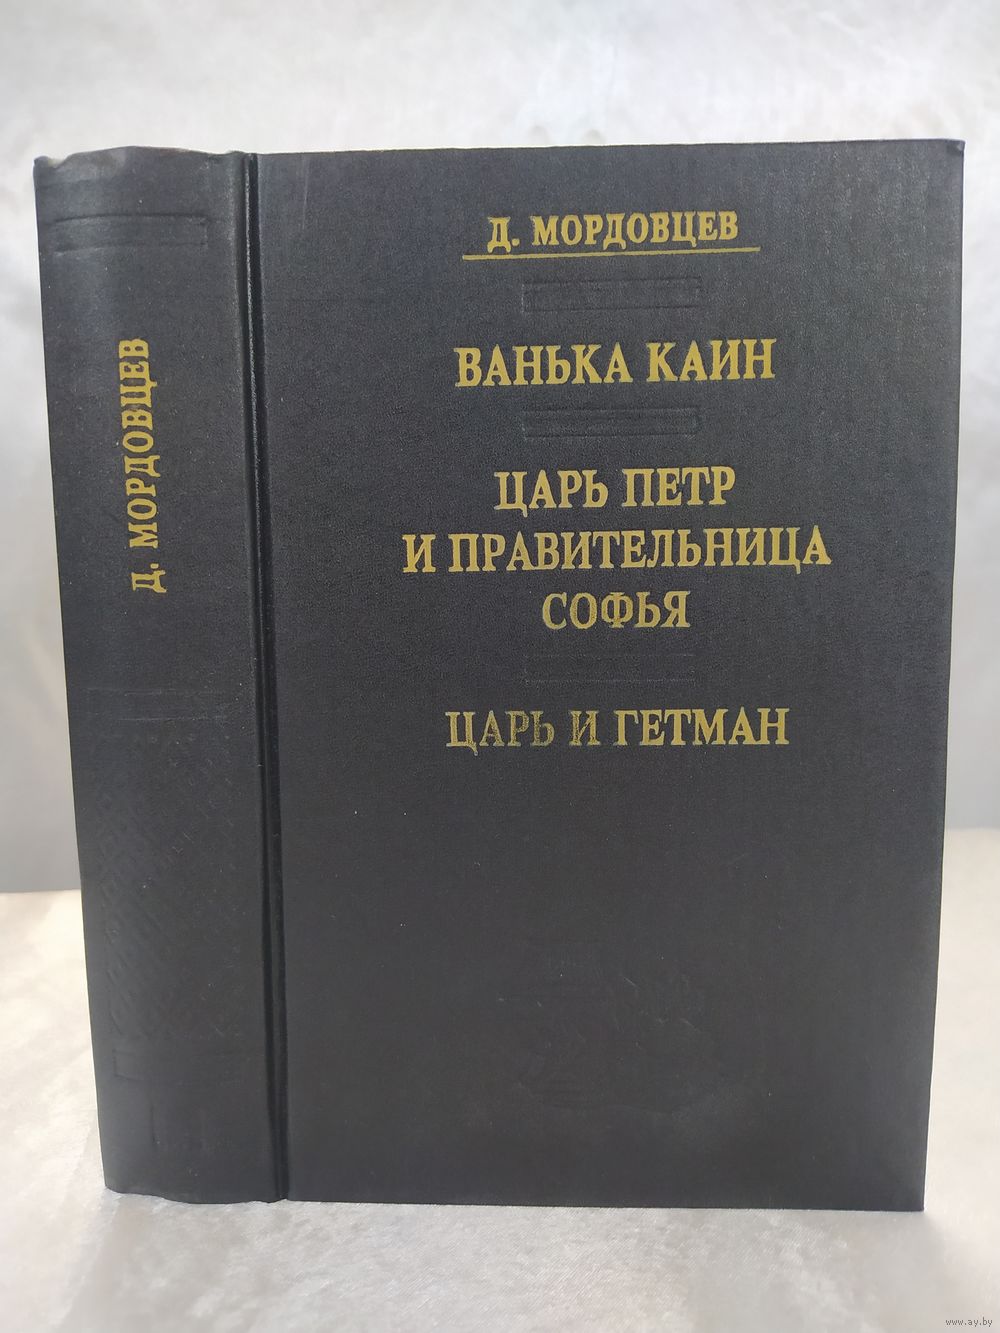 Д. МОРДОВЦЕВ
Д. МОРДОВЦЕВ
ВАНЬКА КАИН
ЦАРЬ ПЕТР
И ПРАВИТЕЛЬНИЦА
СОФЬЯ
ЦАРЬ И ГЕТМАН
www.ay.by